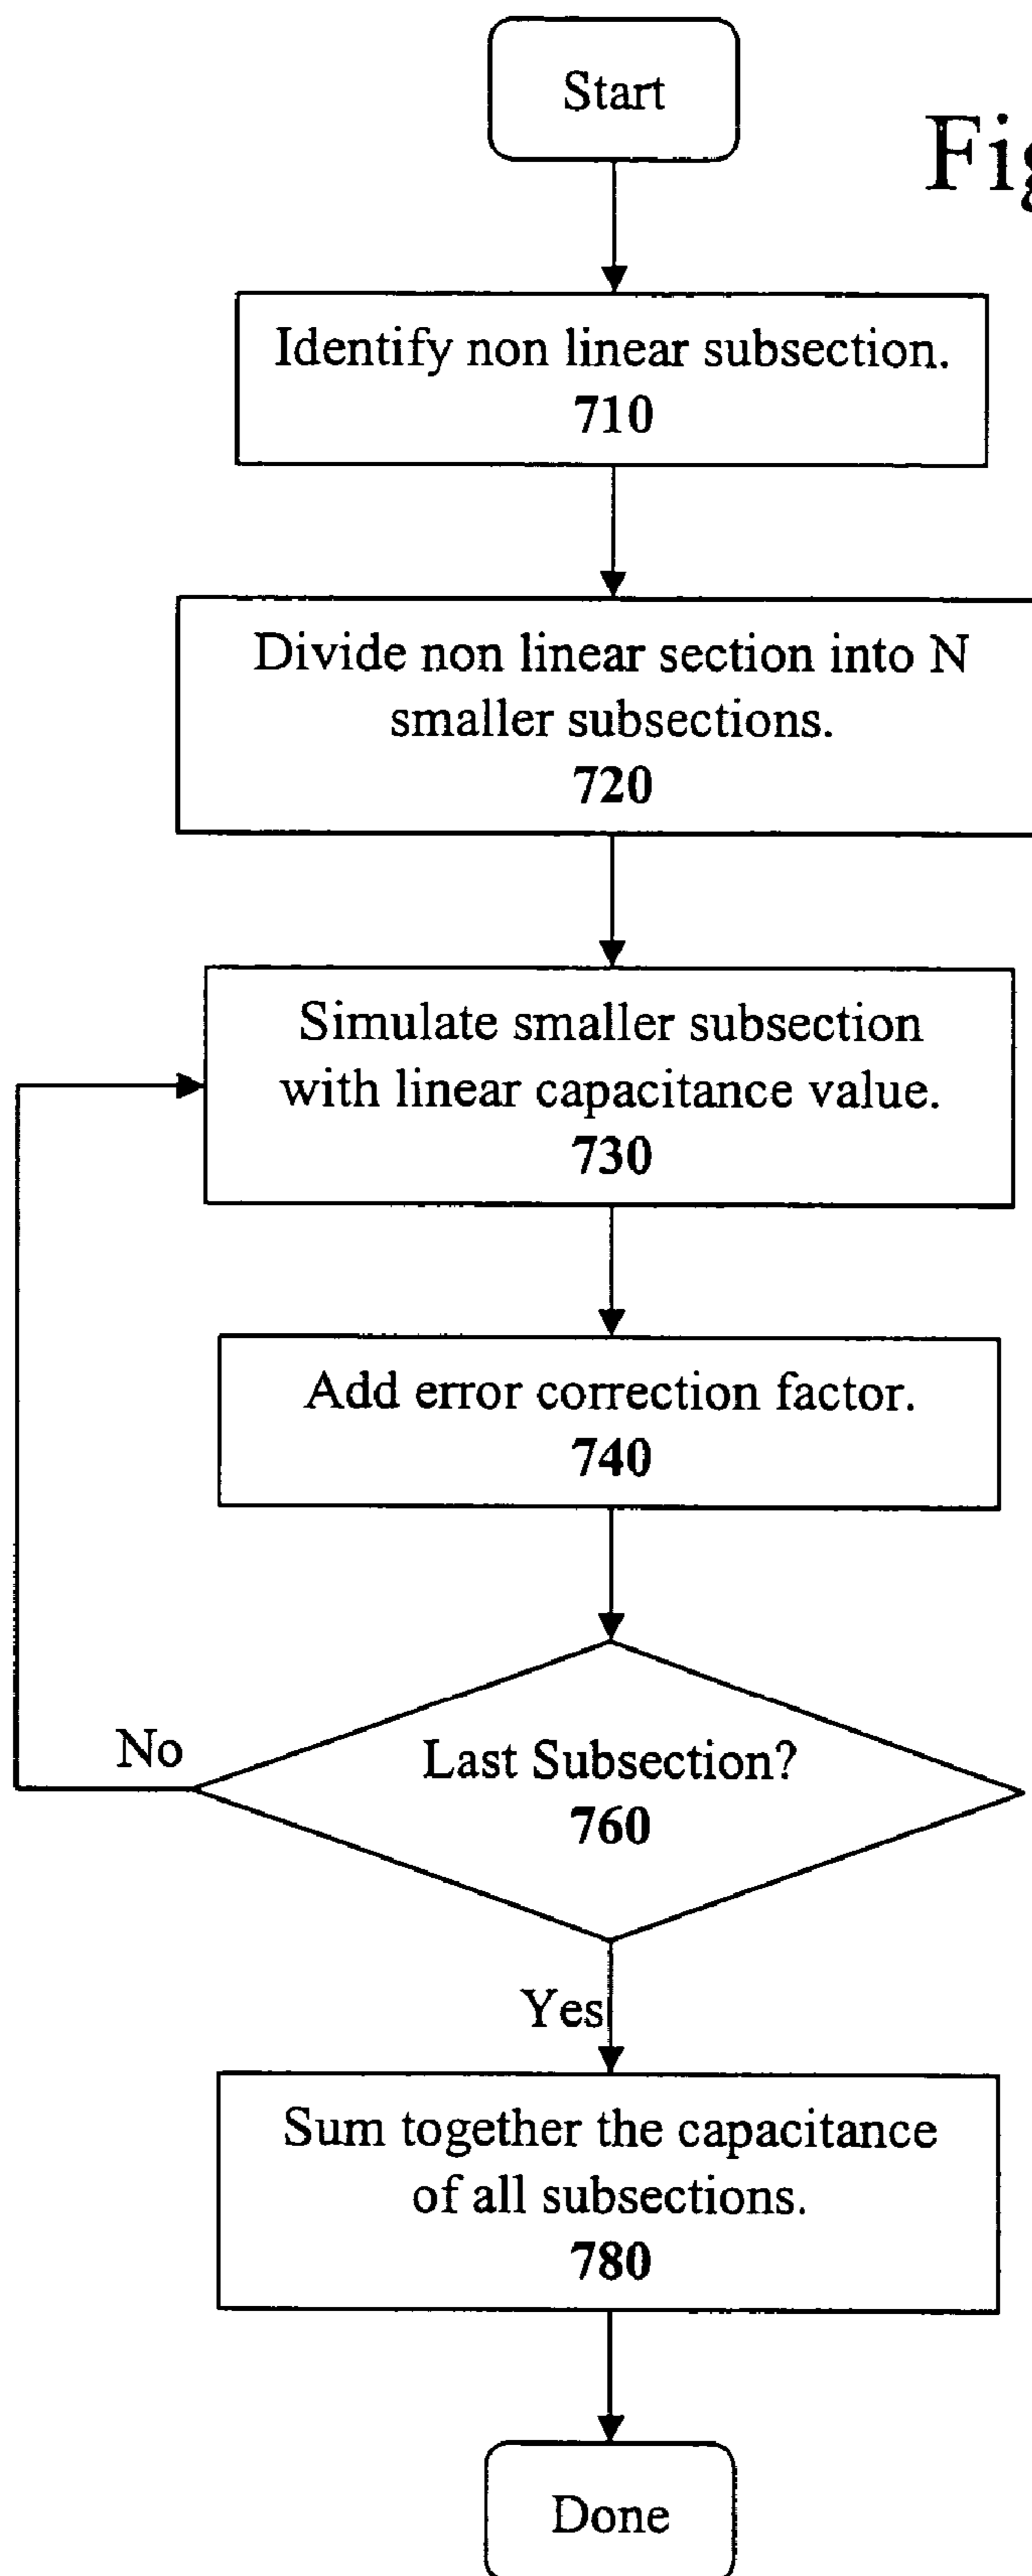 Start
Identify non linear subsection.
710
Divide non linear section into N
smaller subsections.
720
Simulate smaller subsection
with linear capacitance value.
730
Add error correction factor.
740
No
Last Subsection?
760
Yes
Sum together the capacitance
of all subsections.
780
Done